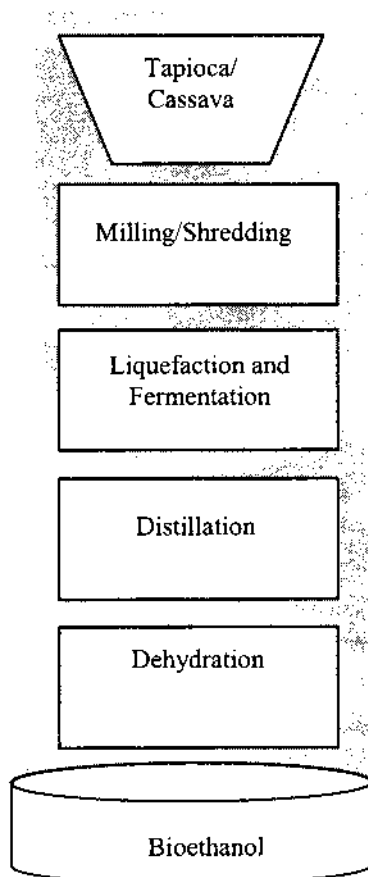 Tapioca/
Cassava
Milling/Shredding
Liquefaction and
Fermentation
Distillation
Dehydration
Bioethanol